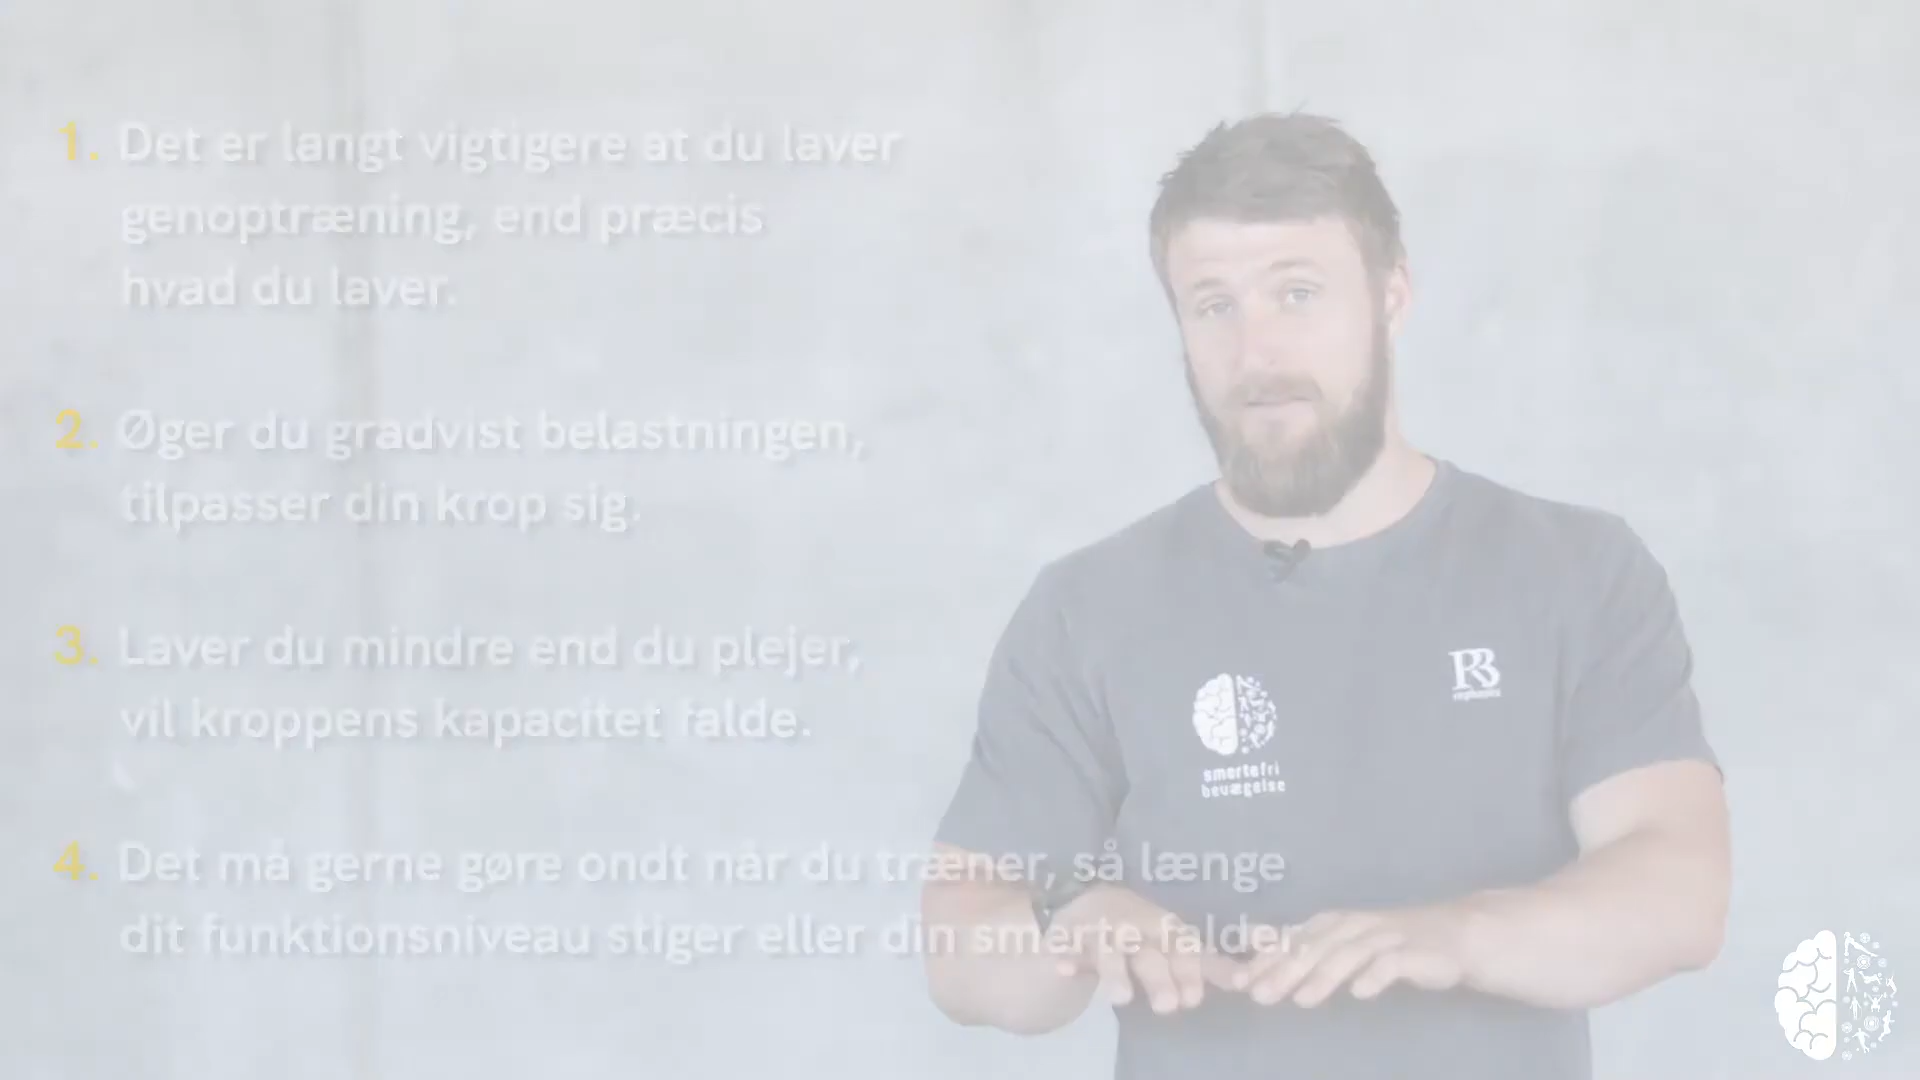 1. Det er langt vigtigere at du laver
genoptræning, end præcis
hvad du laver.
2. Øger du gradvist belastningen,
tilpasser din krop sig.
3. Laver du mindre end du plejer,
vil kroppens kapacitet falde.
4. Det må gerne gøre ondt når du træner, så længe
dit funktionsniveau stiger eller din smerte falder.
smertefri
bevægelse